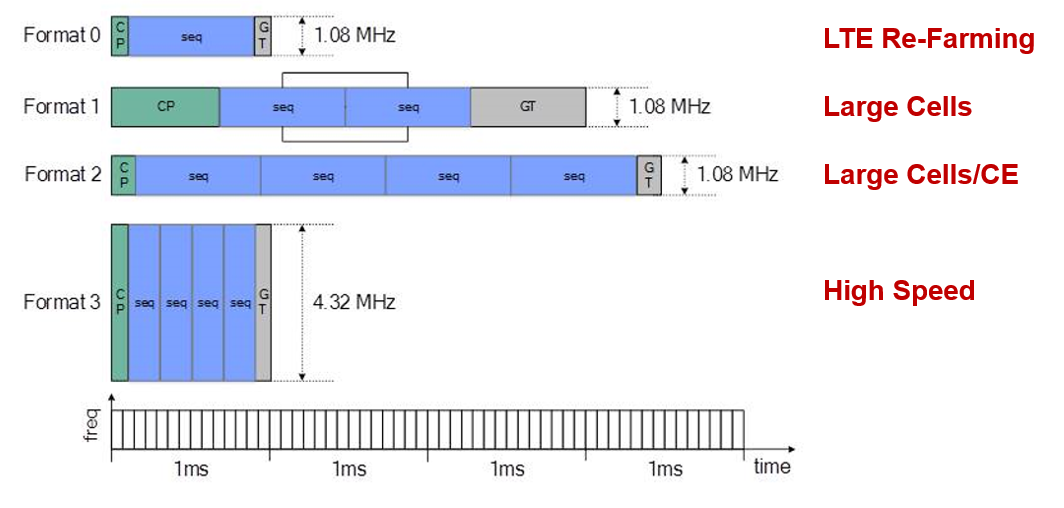 Format 0 CP seq GT 1.08 MHz LTE Re-Farming
Format 1 CP seq seq GT 1.08 MHz Large Cells
Format 2 CP seq seq seq seq GT 1.08 MHz Large Cells/CE
Format 3 CP seq seq seq seq GT 4.32 MHz High Speed
freq
1ms 1ms 1ms 1ms time